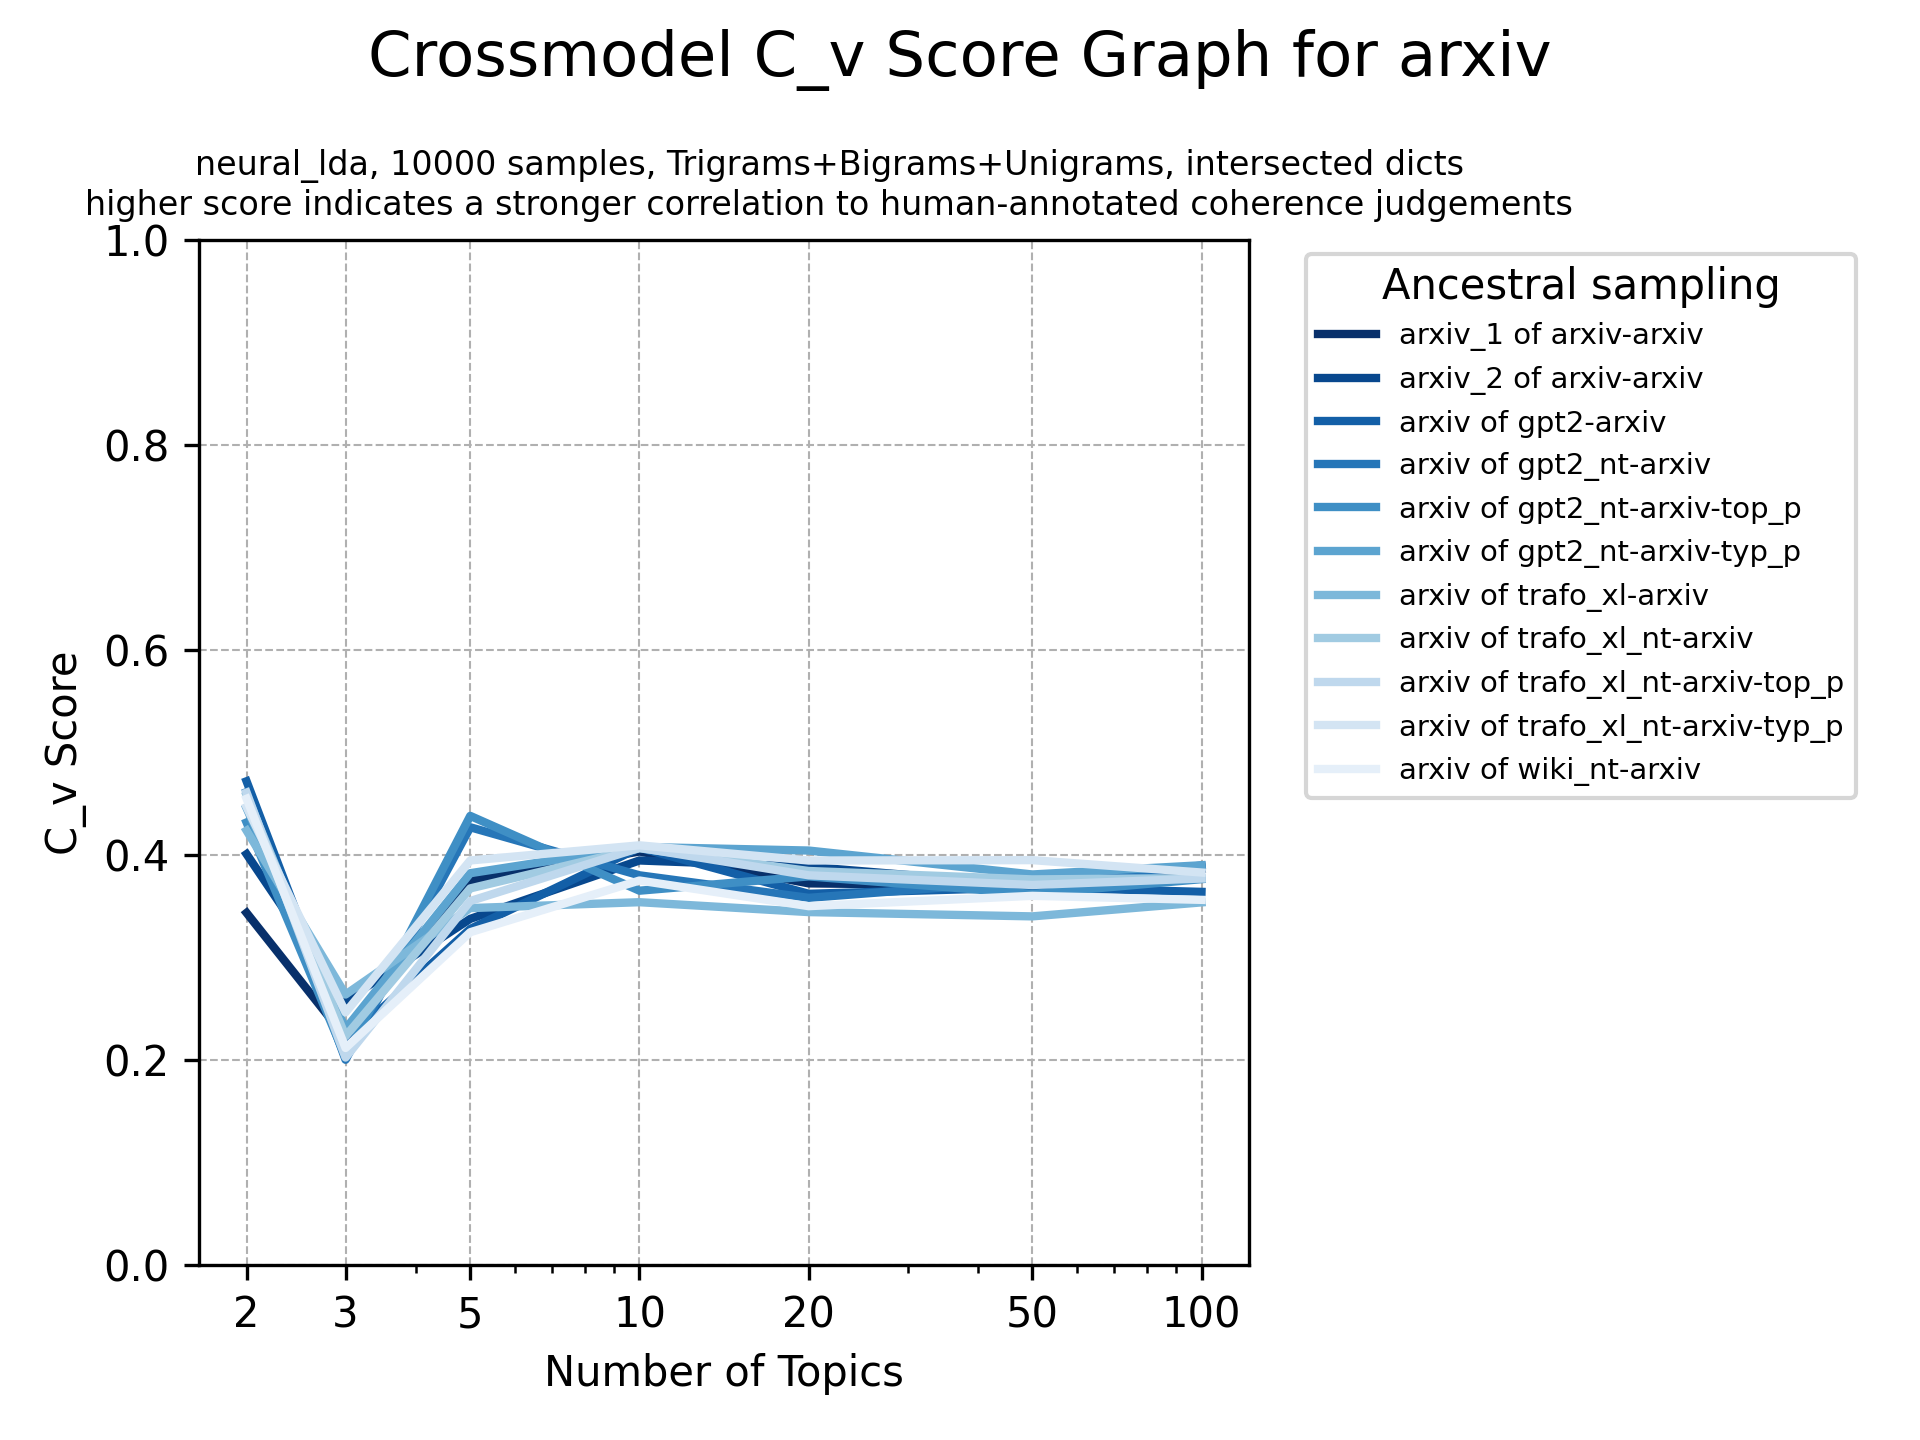 Crossmodel C_v Score Graph for arxiv
neural_lda, 10000 samples, Trigrams+Bigrams+Unigrams, intersected dicts
higher score indicates a stronger correlation to human-annotated coherence judgements
1.0
0.8
0.6
0.4
0.2
0.0
C_v Score
2
3
5
10
20
50
100
Number of Topics
Ancestral sampling
arxiv_1 of arxiv-arxiv
arxiv_2 of arxiv-arxiv
arxiv of gpt2-arxiv
arxiv of gpt2_nt-arxiv
arxiv of gpt2_nt-arxiv-top_p
arxiv of gpt2_nt-arxiv-typ_p
arxiv of trafo_xl-arxiv
arxiv of trafo_xl_nt-arxiv
arxiv of trafo_xl_nt-arxiv-top_p
arxiv of trafo_xl_nt-arxiv-typ_p
arxiv of wiki_nt-arxiv